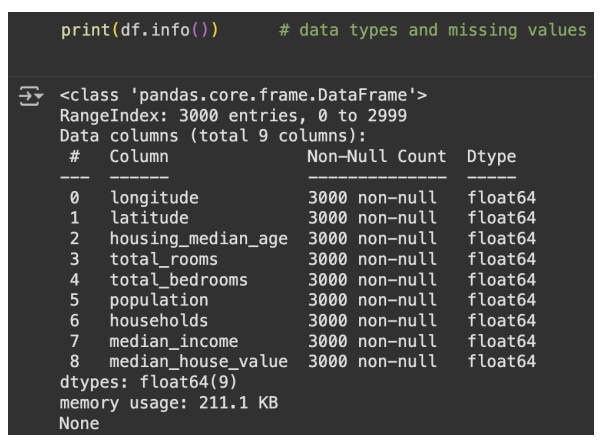 print(df.info())      # data types and missing values
<class 'pandas.core.frame.DataFrame'>
RangeIndex: 3000 entries, 0 to 2999
Data columns (total 9 columns):
 #   Column              Non-Null Count  Dtype
---  ------              --------------  -----
 0   longitude           3000 non-null   float64
 1   latitude            3000 non-null   float64
 2   housing_median_age  3000 non-null   float64
 3   total_rooms         3000 non-null   float64
 4   total_bedrooms      3000 non-null   float64
 5   population          3000 non-null   float64
 6   households          3000 non-null   float64
 7   median_income       3000 non-null   float64
 8   median_house_value  3000 non-null   float64
dtypes: float64(9)
memory usage: 211.1 KB
None